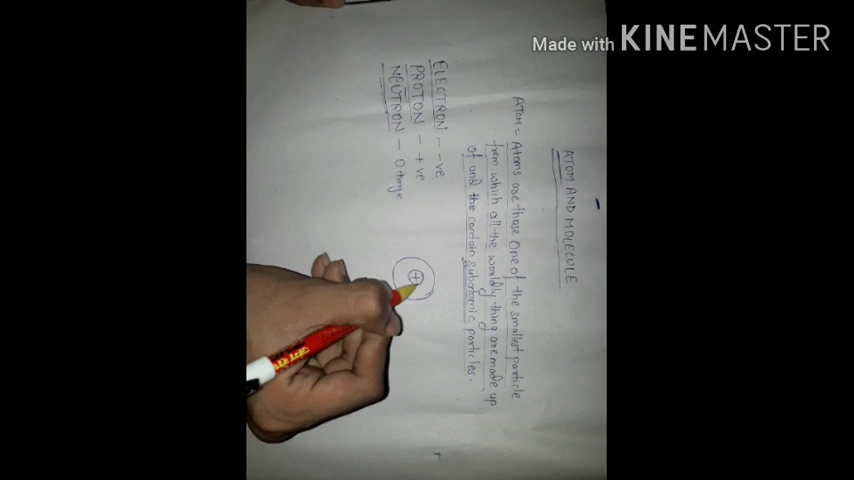 Made with KINEMASTER
ATOM AND MOLECULE
ATOM = Atoms are those One of the smallest particle
from which all the worldly thing are made up
of and the contain subatomic particles.
ELECTRON - -ve
PROTON - +ve
NEUTRON - 0 charge
+